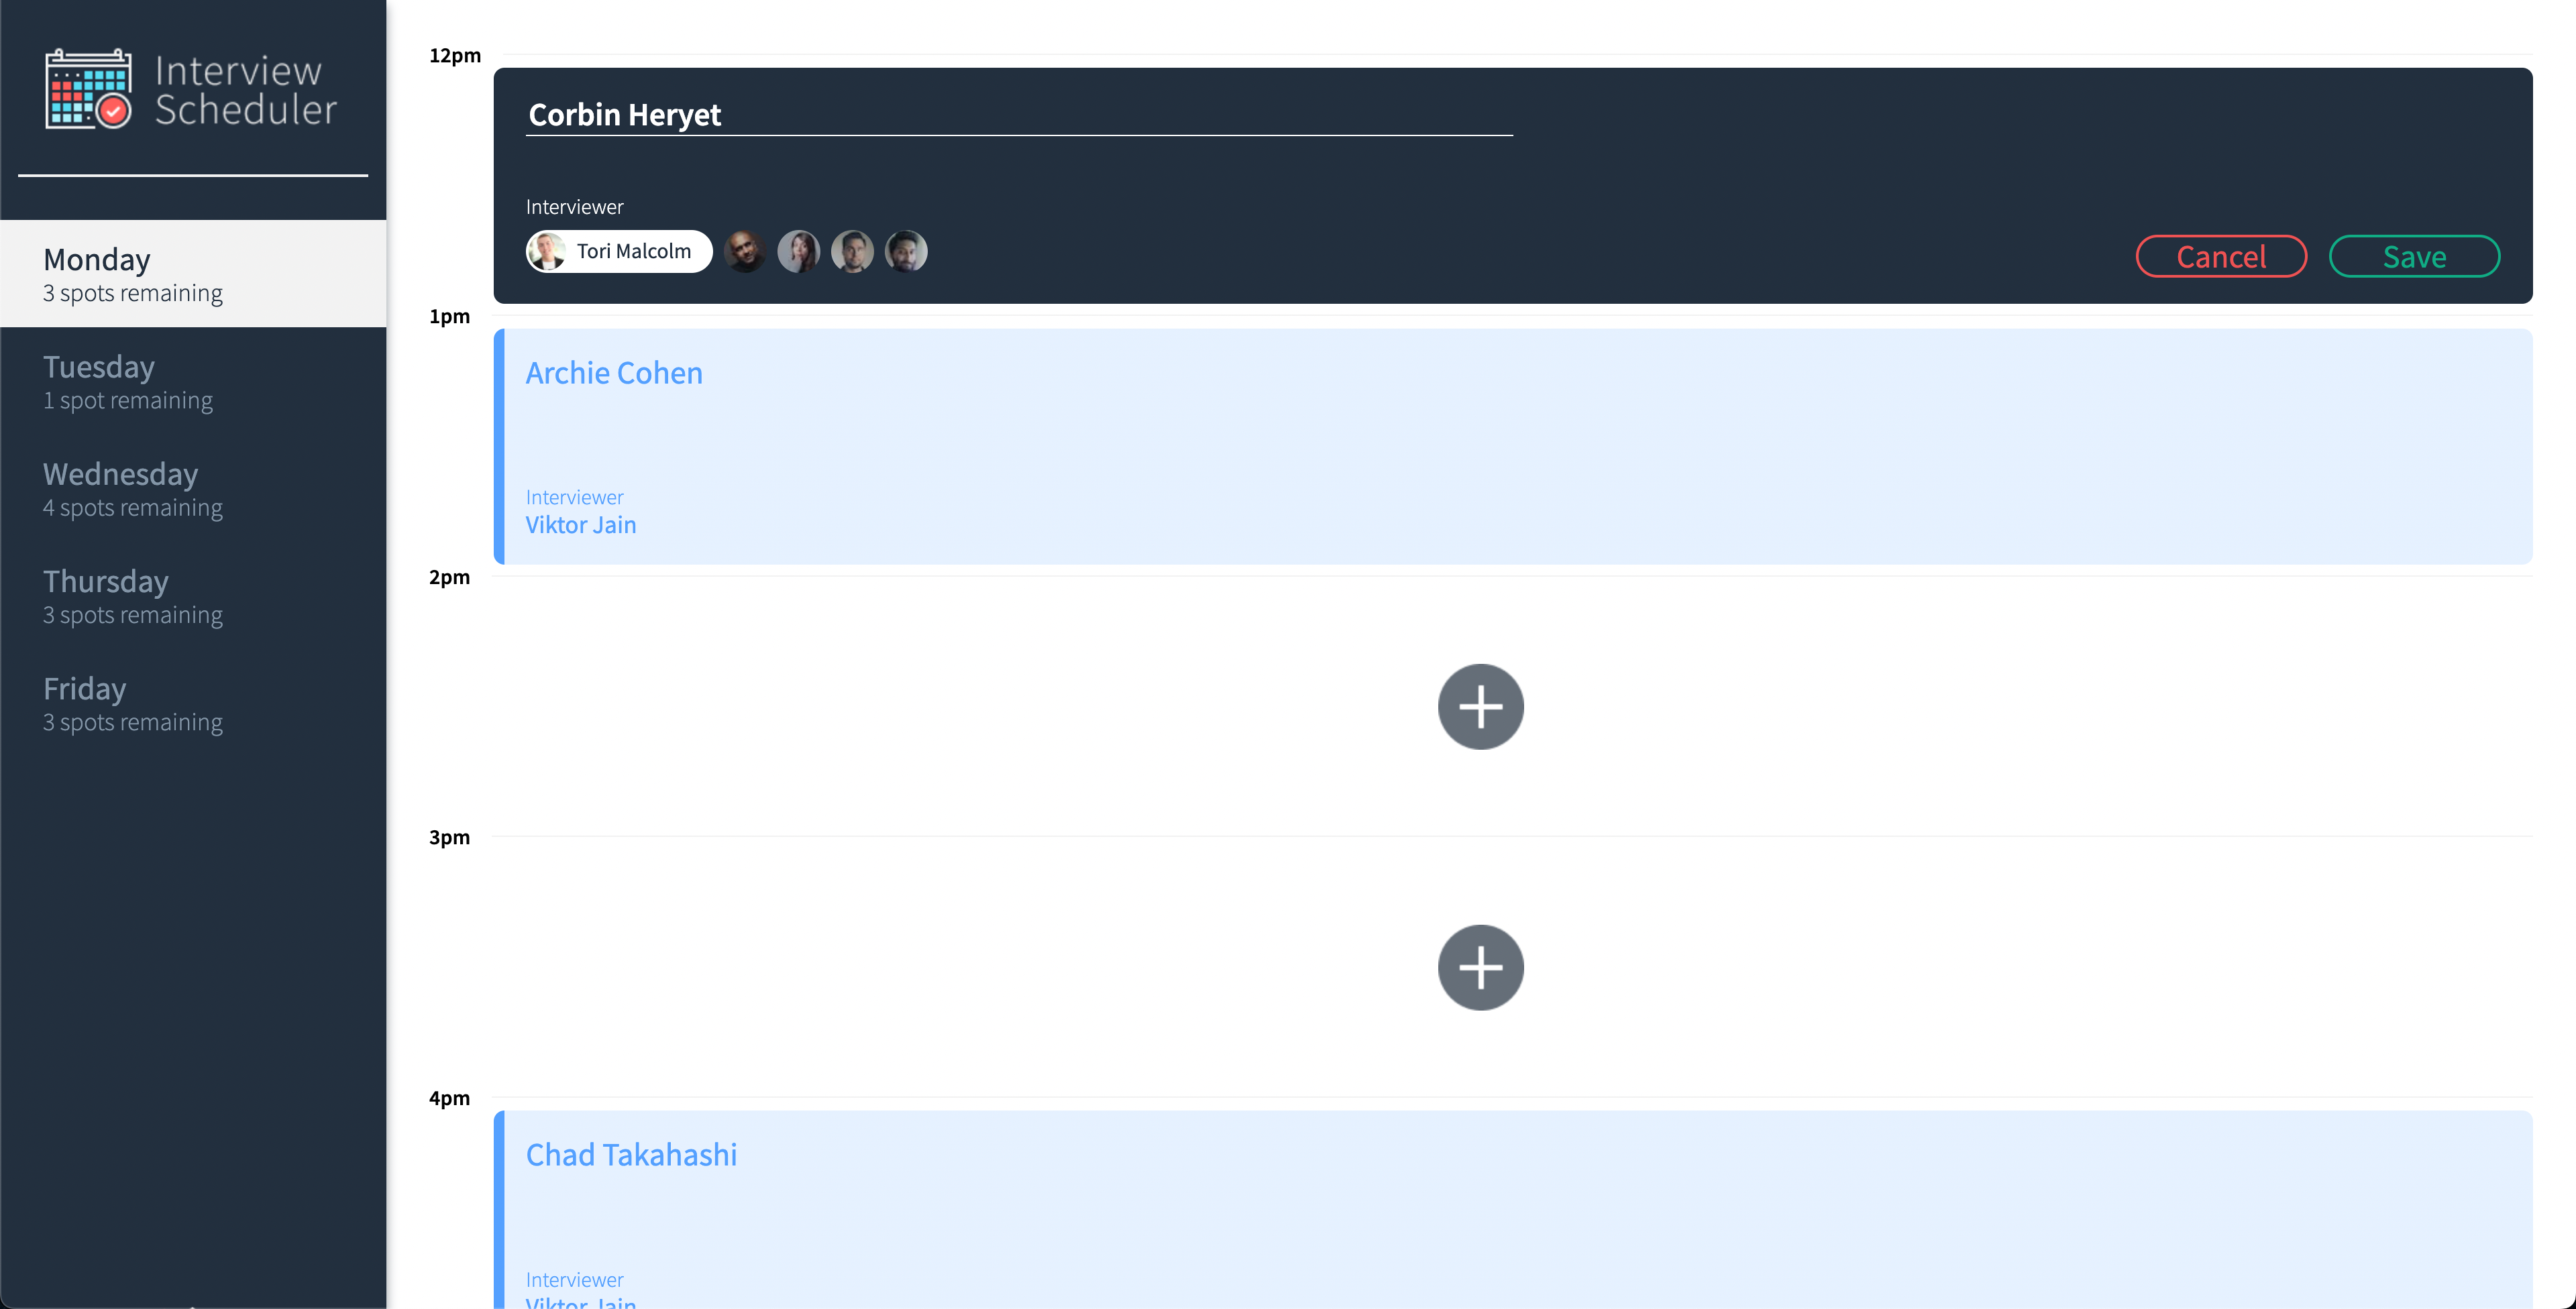 Interview
Scheduler
Monday
3 spots remaining
Tuesday
1 spot remaining
Wednesday
4 spots remaining
Thursday
3 spots remaining
Friday
3 spots remaining
12pm
Corbin Heryet
Interviewer
Tori Malcolm
Cancel Save
1pm
Archie Cohen
Interviewer
Viktor Jain
2pm
3pm
4pm
Chad Takahashi
Interviewer
Viktor Jain